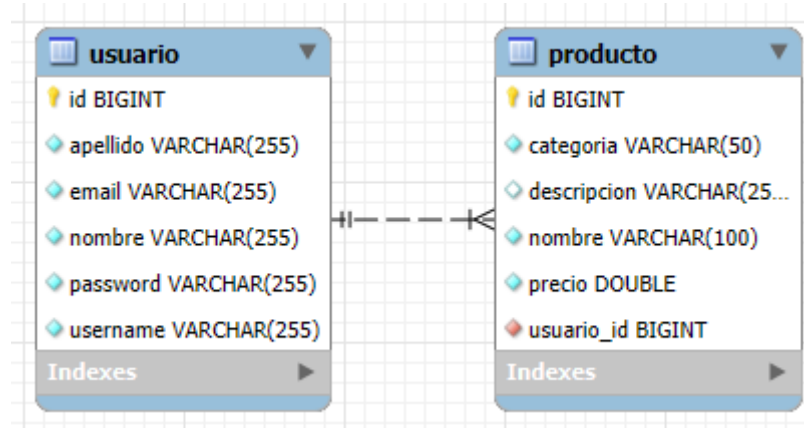 usuario
id BIGINT
apellido VARCHAR(255)
email VARCHAR(255)
nombre VARCHAR(255)
password VARCHAR(255)
username VARCHAR(255)
Indexes
producto
id BIGINT
categoria VARCHAR(50)
descripcion VARCHAR(25...
nombre VARCHAR(100)
precio DOUBLE
usuario_id BIGINT
Indexes